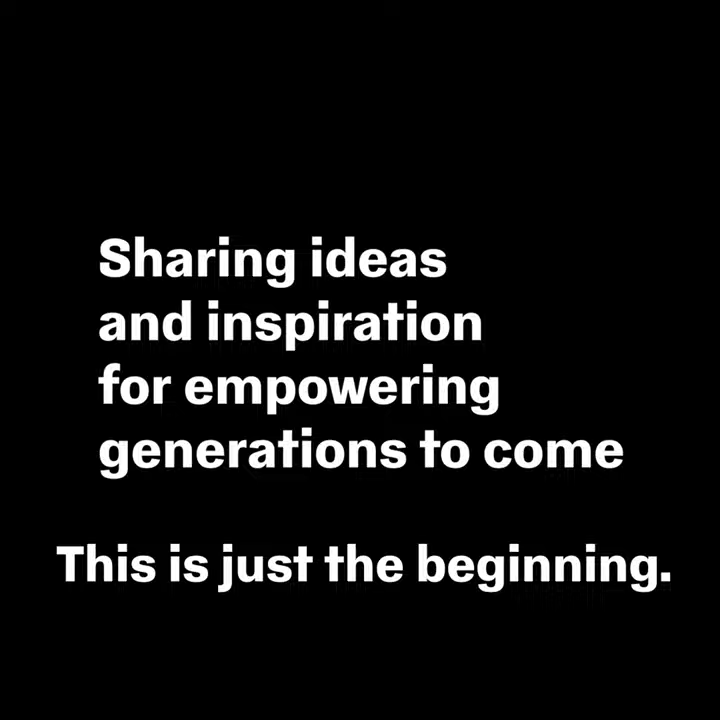 Sharing ideas
and inspiration
for empowering
generations to come
This is just the beginning.